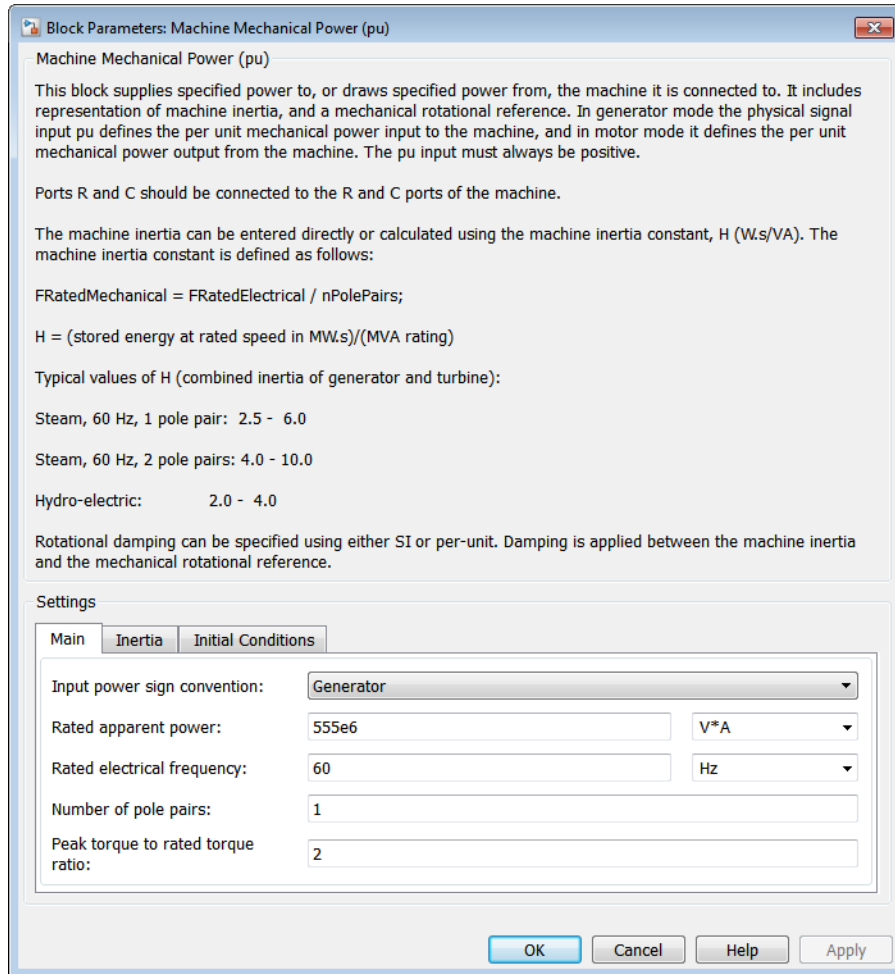 Block Parameters: Machine Mechanical Power (pu)
Machine Mechanical Power (pu)
This block supplies specified power to, or draws specified power from, the machine it is connected to. It includes
representation of machine inertia, and a mechanical rotational reference. In generator mode the physical signal
input pu defines the per unit mechanical power input to the machine, and in motor mode it defines the per unit
mechanical power output from the machine. The pu input must always be positive.
Ports R and C should be connected to the R and C ports of the machine.
The machine inertia can be entered directly or calculated using the machine inertia constant, H (W.s/VA). The
machine inertia constant is defined as follows:
FRatedMechanical = FRatedElectrical / nPolePairs;
H = (stored energy at rated speed in MW.s)/(MVA rating)
Typical values of H (combined inertia of generator and turbine):
Steam, 60 Hz, 1 pole pair: 2.5 - 6.0
Steam, 60 Hz, 2 pole pairs: 4.0 - 10.0
Hydro-electric: 2.0 - 4.0
Rotational damping can be specified using either SI or per-unit. Damping is applied between the machine inertia
and the mechanical rotational reference.
Settings
Main Inertia Initial Conditions
Input power sign convention: Generator
Rated apparent power: 555e6 V*A
Rated electrical frequency: 60 Hz
Number of pole pairs: 1
Peak torque to rated torque
ratio: 2
OK Cancel Help Apply